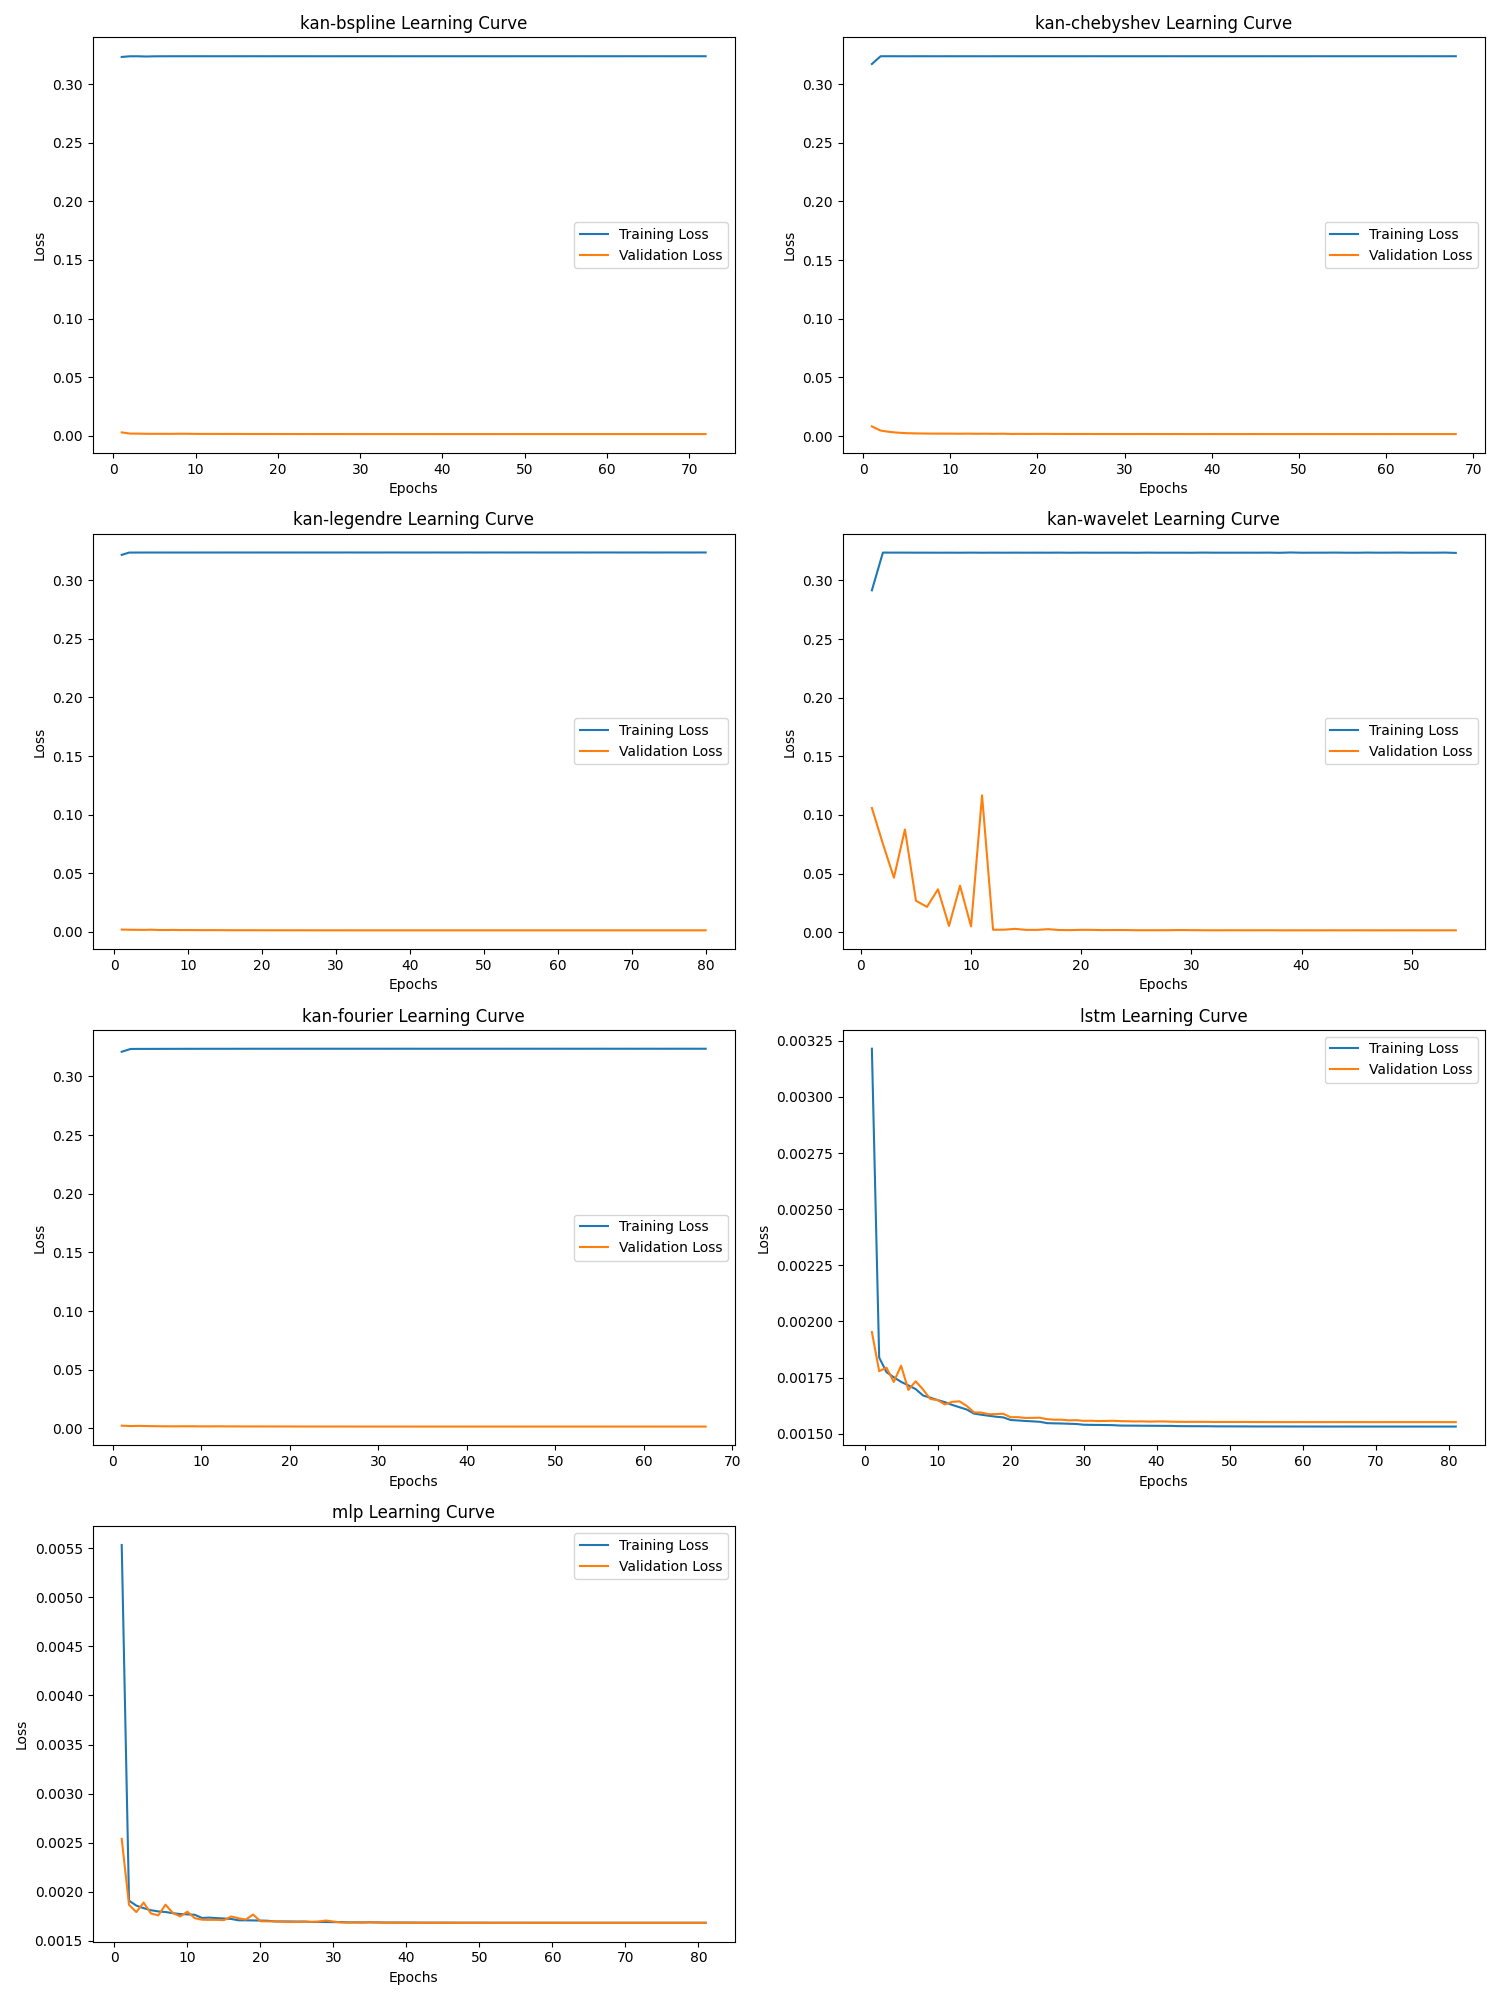 kan-bspline Learning Curve
0.30
0.25
0.20
0.15
0.10
0.05
0.00
Loss
Training Loss
Validation Loss
0 10 20 30 40 50 60 70
Epochs
kan-chebyshev Learning Curve
0.30
0.25
0.20
0.15
0.10
0.05
0.00
Loss
Training Loss
Validation Loss
0 10 20 30 40 50 60 70
Epochs
kan-legendre Learning Curve
0.30
0.25
0.20
0.15
0.10
0.05
0.00
Loss
Training Loss
Validation Loss
0 10 20 30 40 50 60 70 80
Epochs
kan-wavelet Learning Curve
0.30
0.25
0.20
0.15
0.10
0.05
0.00
Loss
Training Loss
Validation Loss
0 10 20 30 40 50
Epochs
kan-fourier Learning Curve
0.30
0.25
0.20
0.15
0.10
0.05
0.00
Loss
Training Loss
Validation Loss
0 10 20 30 40 50 60 70
Epochs
lstm Learning Curve
0.00325
0.00300
0.00275
0.00250
0.00225
0.00200
0.00175
0.00150
Loss
Training Loss
Validation Loss
0 10 20 30 40 50 60 70 80
Epochs
mlp Learning Curve
0.0055
0.0050
0.0045
0.0040
0.0035
0.0030
0.0025
0.0020
0.0015
Loss
Training Loss
Validation Loss
0 10 20 30 40 50 60 70 80
Epochs